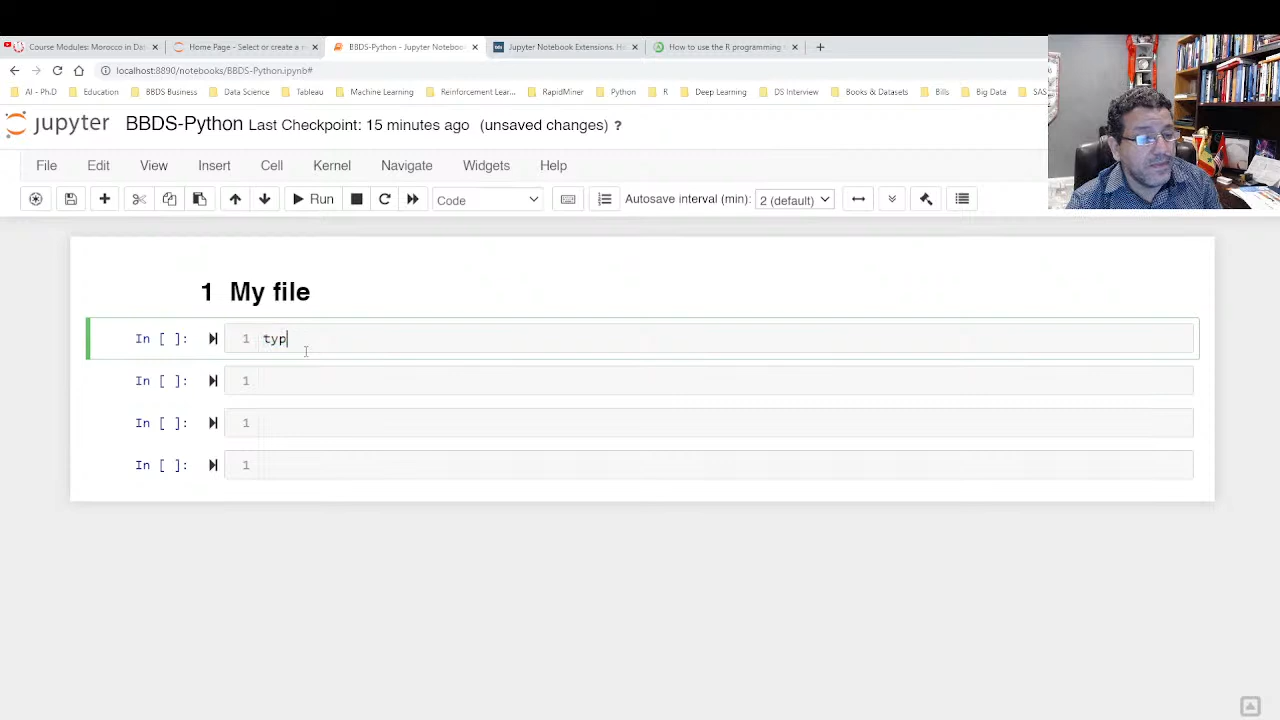 Course Modules: Morocco in Da
Home Page - Select or create a n
BBDS-Python - Jupyter Notebook
Jupyter Notebook Extensions. H
How to use the R programming
localhost:8890/notebooks/BBDS-Python.ipynb#
AI - Ph.D
Education
BBDS Business
Data Science
Tableau
Machine Learning
Reinforcement Lear...
RapidMiner
Python
R
Deep Learning
DS Interview
Books & Datasets
Bills
Big Data
SAS
jupyter BBDS-Python Last Checkpoint: 15 minutes ago (unsaved changes) ?
File Edit View Insert Cell Kernel Navigate Widgets Help
Run Code Autosave interval (min): 2 (default)
1 My file
In [ ]: 1 typ
In [ ]: 1
In [ ]: 1
In [ ]: 1